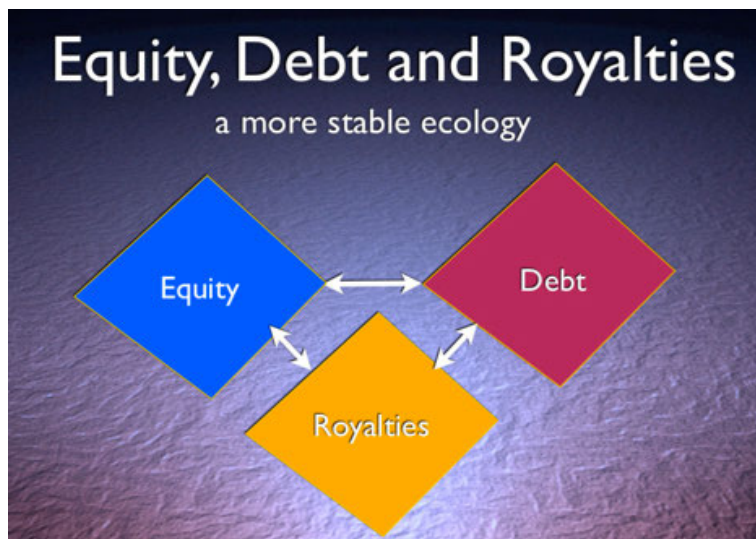 Equity, Debt and Royalties
a more stable ecology
Equity
Debt
Royalties